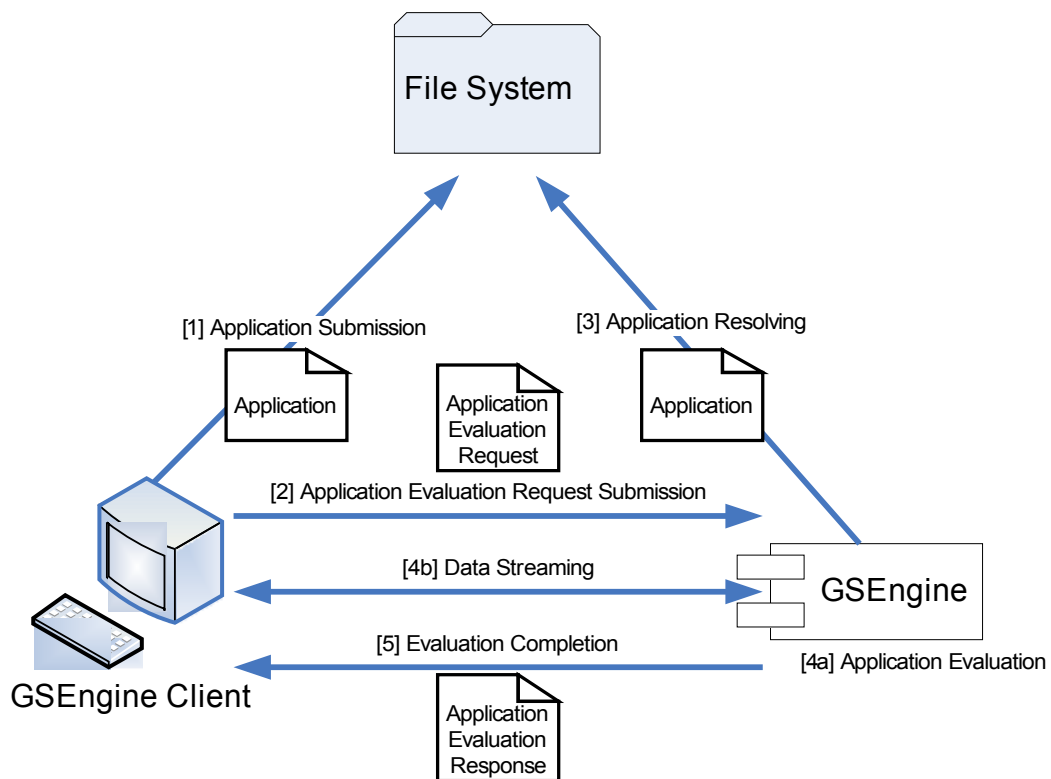 File System
[1] Application Submission
[3] Application Resolving
Application
Application
Evaluation
Request
Application
[2] Application Evaluation Request Submission
[4b] Data Streaming
GSEngine
[5] Evaluation Completion
[4a] Application Evaluation
GSEngine Client
Application
Evaluation
Response